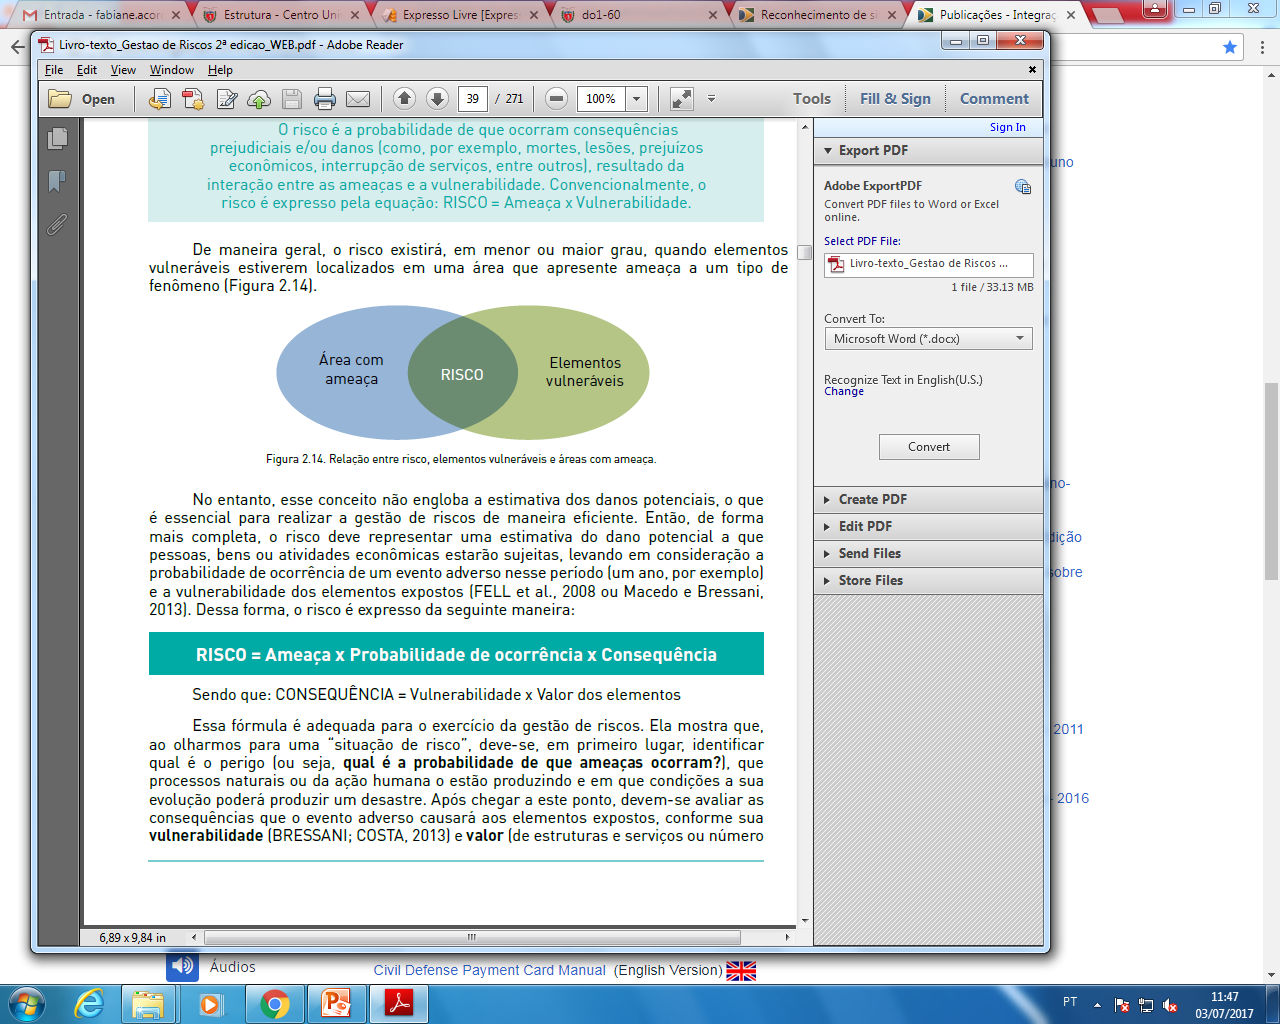 Entrada - fabiane.acord
Estrutura - Centro Univ
Expresso Livre [Express
do1-60
Reconhecimento de si
Publicações - Integraç
Livro-texto_Gestao de Riscos 2ª edicao_WEB.pdf - Adobe Reader
File Edit View Window Help
Open 39 / 271 100% Tools Fill & Sign Comment
Sign In
O risco é a probabilidade de que ocorram consequências
prejudiciais e/ou danos (como, por exemplo, mortes, lesões, prejuízos
econômicos, interrupção de serviços, entre outros), resultado da
interação entre as ameaças e a vulnerabilidade. Convencionalmente, o
risco é expresso pela equação: RISCO = Ameaça x Vulnerabilidade.
De maneira geral, o risco existirá, em menor ou maior grau, quando elementos
vulneráveis estiverem localizados em uma área que apresente ameaça a um tipo de
fenômeno (Figura 2.14).
Área com
ameaça
RISCO
Elementos
vulneráveis
Figura 2.14. Relação entre risco, elementos vulneráveis e áreas com ameaça.
No entanto, esse conceito não engloba a estimativa dos danos potenciais, o que
é essencial para realizar a gestão de riscos de maneira eficiente. Então, de forma
mais completa, o risco deve representar uma estimativa do dano potencial a que
pessoas, bens ou atividades econômicas estarão sujeitas, levando em consideração a
probabilidade de ocorrência de um evento adverso nesse período (um ano, por exemplo)
e a vulnerabilidade dos elementos expostos (FELL et al., 2008 ou Macedo e Bressani,
2013). Dessa forma, o risco é expresso da seguinte maneira:
RISCO = Ameaça x Probabilidade de ocorrência x Consequência
Sendo que: CONSEQUÊNCIA = Vulnerabilidade x Valor dos elementos
Essa fórmula é adequada para o exercício da gestão de riscos. Ela mostra que,
ao olharmos para uma “situação de risco”, deve-se, em primeiro lugar, identificar
qual é o perigo (ou seja, qual é a probabilidade de que ameaças ocorram?), que
processos naturais ou da ação humana o estão produzindo e em que condições a sua
evolução poderá produzir um desastre. Após chegar a este ponto, devem-se avaliar as
consequências que o evento adverso causará aos elementos expostos, conforme sua
vulnerabilidade (BRESSANI; COSTA, 2013) e valor (de estruturas e serviços ou número
6,89 x 9,84 in
Export PDF
Adobe ExportPDF
Convert PDF files to Word or Excel
online.
Select PDF File:
Livro-texto_Gestao de Riscos ...
1 file / 33.13 MB
Convert To:
Microsoft Word (*.docx)
Recognize Text in English(U.S.)
Change
Convert
Create PDF
Edit PDF
Send Files
Store Files
uno
no-
dição
sobre
2011
- 2016
Áudios
Civil Defense Payment Card Manual (English Version)
PT
11:47
03/07/2017